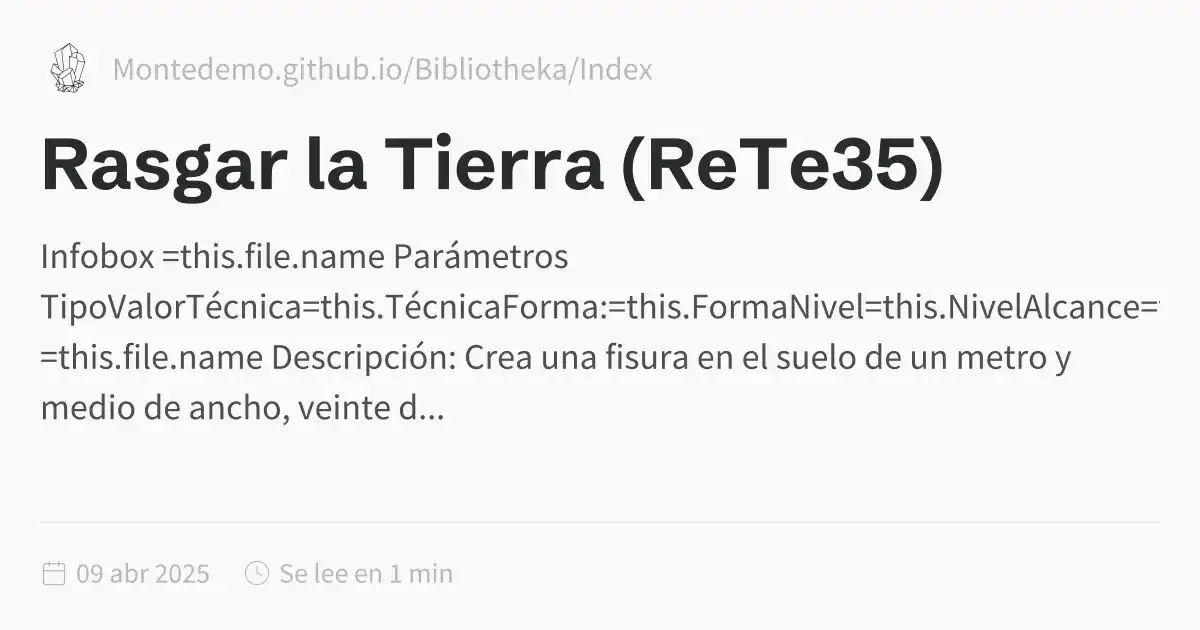 Montedemo.github.io/Bibliotheka/Index
Rasgar la Tierra (ReTe35)
Infobox =this.file.name Parámetros
TipoValorTécnica=this.TécnicaForma:=this.FormaNivel=this.NivelAlcance=
=this.file.name Descripción: Crea una fisura en el suelo de un metro y
medio de ancho, veinte d...
09 abr 2025 Se lee en 1 min